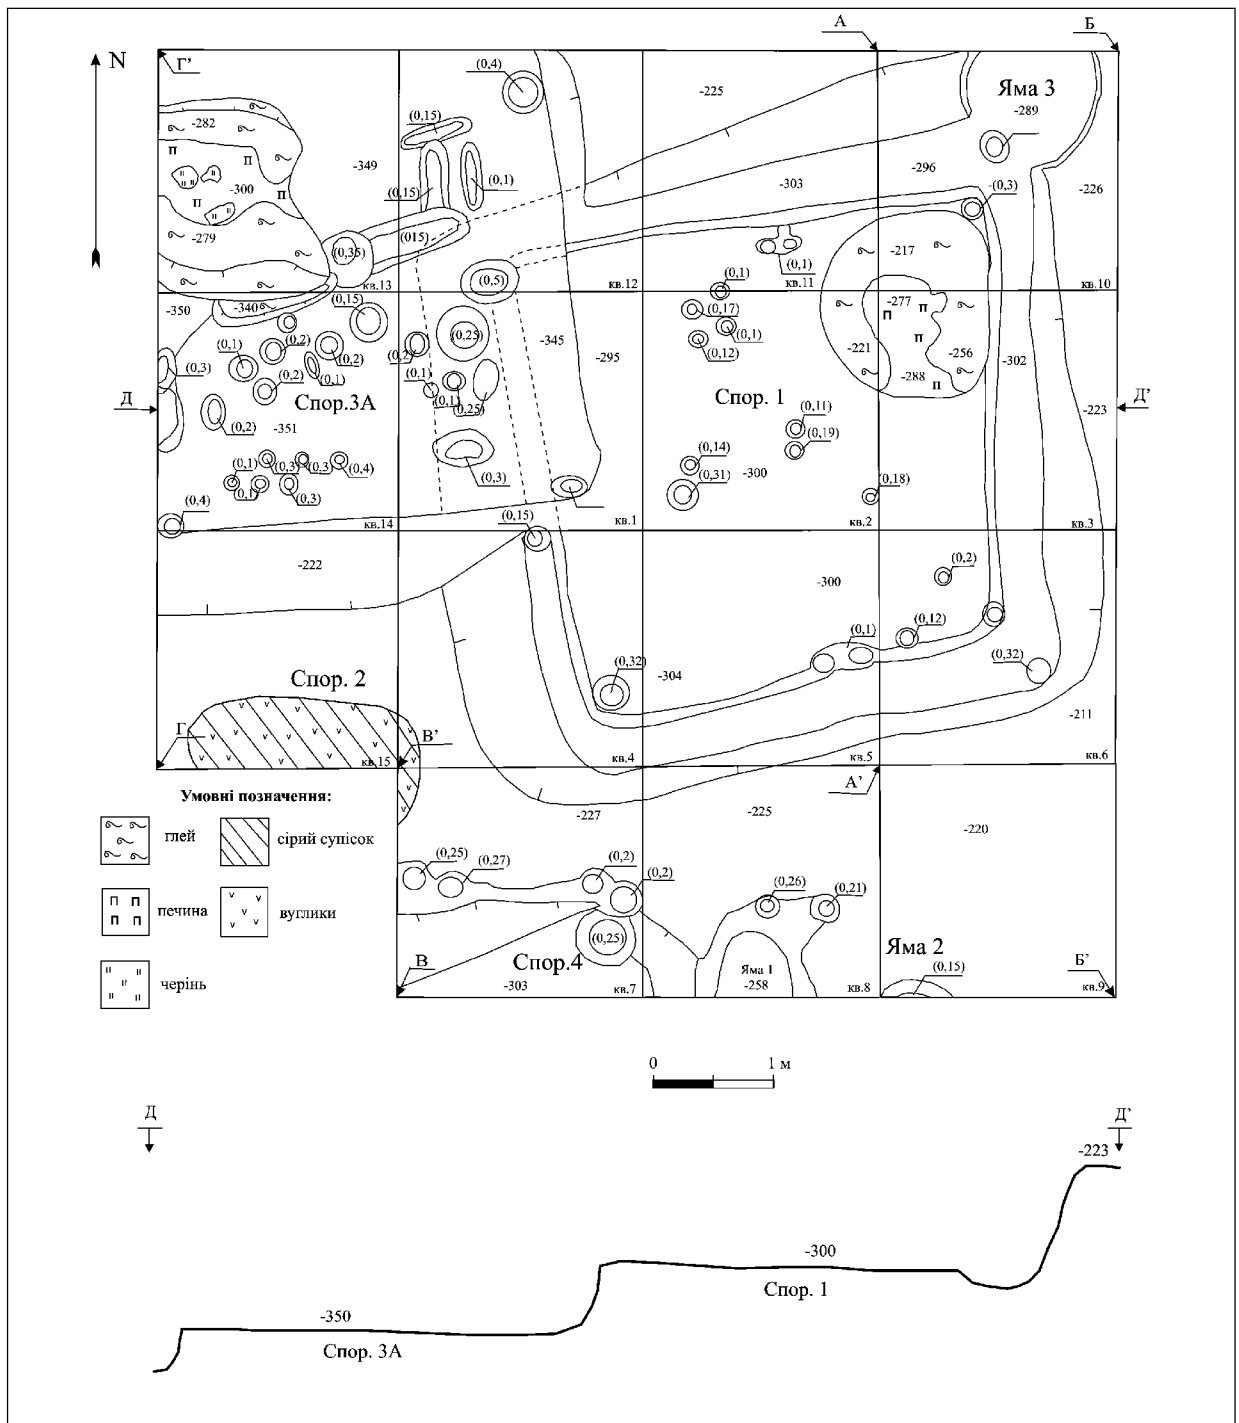 А
Б
N
Г'
(0,4)
-225
Яма 3
-289
-282
(0,15)
-349
п
п
-300
п
п
(0,1)
(0,15)
-303
-296
-(0,3)
-226
-279
(0,35)
(015)
(0,5)
(0,1)
-217
кв.13
кв.12
(0,1)
кв.11
кв.10
-350
-340
(0,15)
(0,17)
(0,1)
(0,12)
-277
п
п
п
-221
-256
-288
п
-302
(0,3)
(0,1)
(0,2)
(0,2)
(0,1)
(0,2)
(0,2)
(0,25)
-345
-295
(0,1)
(0,1)
(0,25)
Д
Спор.3А
Спор. 1
-223
Д'
(0,2)
-351
(0,11)
(0,19)
(0,1)
(0,3)
(0,3)
(0,4)
(0,1)
(0,3)
(0,3)
(0,14)
(0,31)
-300
(0,18)
(0,4)
кв.14
(0,15)
кв.1
кв.2
кв.3
-222
-300
(0,2)
(0,1)
(0,12)
(0,32)
-304
(0,32)
Спор. 2
-211
Г
В'
кв.15
кв.4
кв.5
кв.6
А'
Умовні позначення:
глей
сірий супісок
печина
вуглики
черінь
-227
-225
-220
(0,25)
(0,27)
(0,2)
(0,2)
(0,26)
(0,21)
(0,25)
В
Спор.4
-303
кв.7
Яма 1
-258
кв.8
Яма 2
(0,15)
Б'
кв.9
0
1 м
Д
Д'
-223
-300
Спор. 1
-350
Спор. 3А